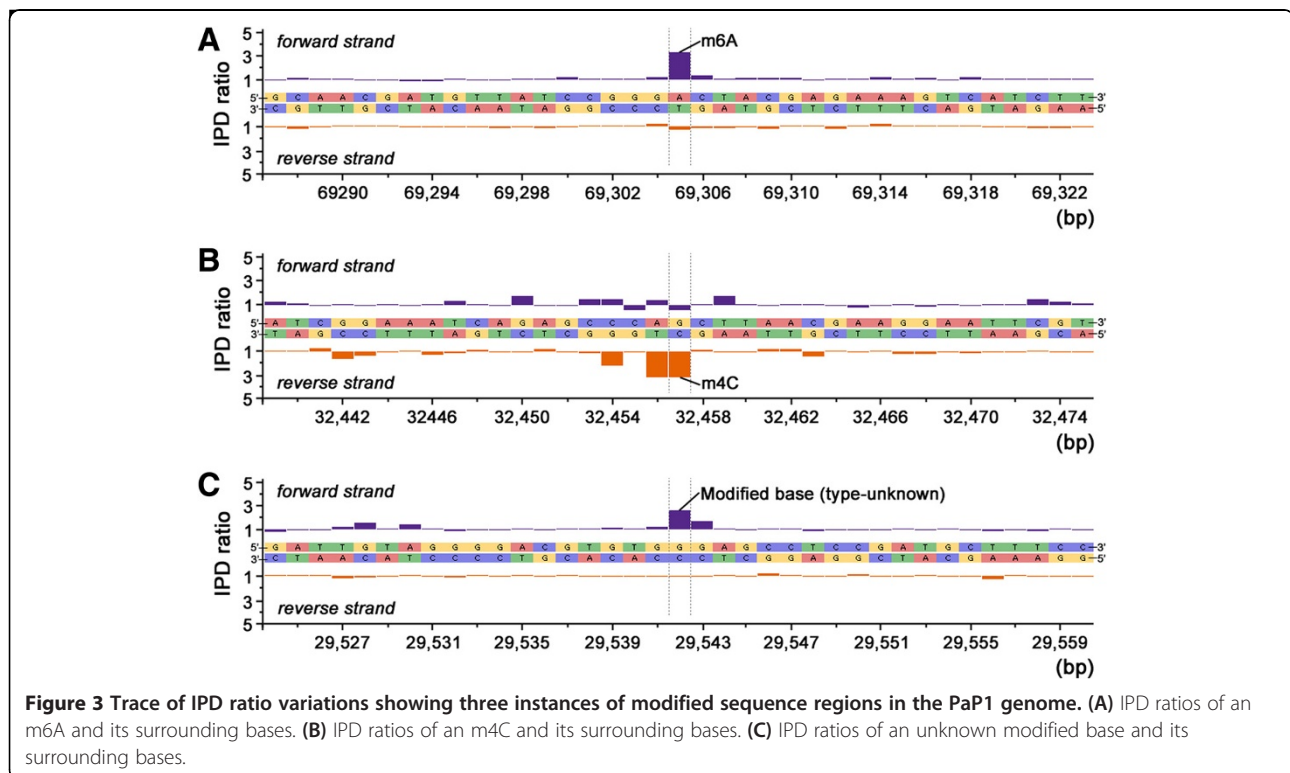 A
5
forward strand
m6A
3
1
5'
G C A A C G A T G T T A T C C G G G A C T A C G A G A A A G T C A T C T T
3'
3'
C G T T G C T A C A A T A G G C C C T G A T G C T C T T T C A G T A G A A
5'
1
3
reverse strand
5
IPD ratio
69290 69,294 69,298 69,302 69,306 69,310 69,314 69,318 69,322
(bp)
B
5
forward strand
3
1
5'
A T C G G A A A T C A G A G C C C A G C T T A A C G A A G G A A T T C G T
3'
3'
T A G C C T T T A G T C T C G G G T C G A A T T G C T T C C T T A A G C A
5'
1
3
reverse strand
m4C
5
IPD ratio
32,442 32446 32,450 32,454 32,458 32,462 32,466 32,470 32,474
(bp)
C
5
forward strand
Modified base (type-unknown)
3
1
5'
G A T T G T A G G G G A C G T G T G G G A G C C T C C G A T G C T T T C C
3'
3'
C T A A C A T C C C C T G C A C A C C C T C G G A G G C T A C G A A A G G
5'
1
3
reverse strand
5
IPD ratio
29,527 29,531 29,535 29,539 29,543 29,547 29,551 29,555 29,559
(bp)
Figure 3 Trace of IPD ratio variations showing three instances of modified sequence regions in the PaP1 genome. (A) IPD ratios of an
m6A and its surrounding bases. (B) IPD ratios of an m4C and its surrounding bases. (C) IPD ratios of an unknown modified base and its
surrounding bases.